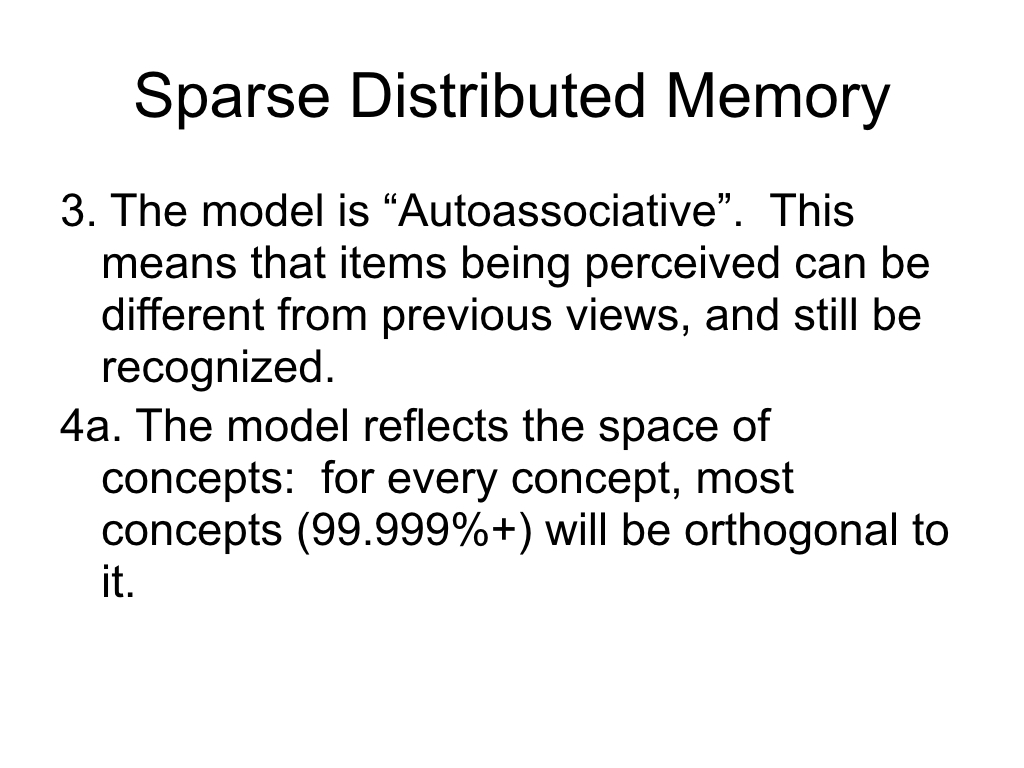 Sparse Distributed Memory
3. The model is “Autoassociative”.  This
means that items being perceived can be
different from previous views, and still be
recognized.
4a. The model reflects the space of
concepts:  for every concept, most
concepts (99.999%+) will be orthogonal to
it.